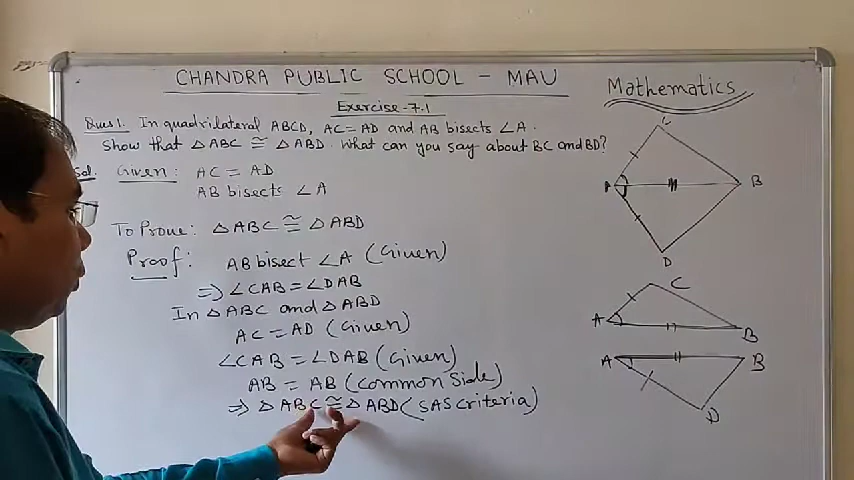 CHANDRA PUBLIC SCHOOL - MAU
Mathematics
Exercise-7.1
Ques1. In quadrilateral ABCD, AC=AD and AB bisects ∠A.
Show that △ABC ≅ △ABD. What can you say about BC and BD?
Sol. Given: AC = AD
AB bisects ∠A
To Prove: △ABC ≅ △ABD
Proof: AB bisect ∠A (Given)
⇒ ∠CAB = ∠DAB
In △ABC and △ABD
AC = AD (Given)
∠CAB = ∠DAB (Given)
AB = AB (Common Side)
⇒ △ABC ≅ △ABD (SAS Criteria)
C
A
B
D
C
A
B
A
B
D